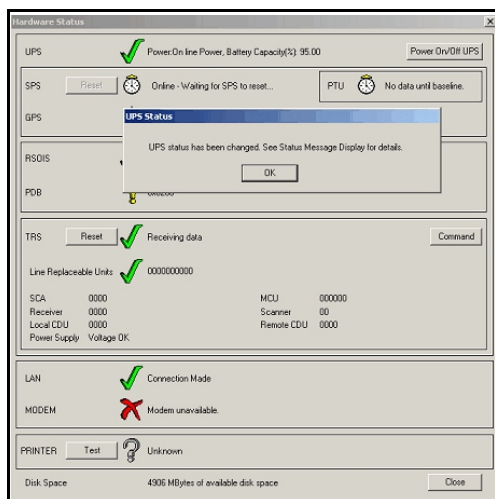 Hardware Status
UPS Power:On line Power, Battery Capacity(%): 95.00 Power On/Off UPS
SPS Reset Online - Waiting for SPS to reset... PTU No data until baseline.
GPS
UPS Status
UPS status has been changed. See Status Message Display for details.
OK
RSOIS
PDB 0x0200
TRS Reset Receiving data Command
Line Replaceable Units 0000000000
SCA 0000 MCU 000000
Receiver 0000 Scanner 00
Local CDU 0000 Remote CDU 0000
Power Supply Voltage OK
LAN Connection Made
MODEM Modem unavailable.
PRINTER Test Unknown
Disk Space 4906 MBytes of available disk space Close